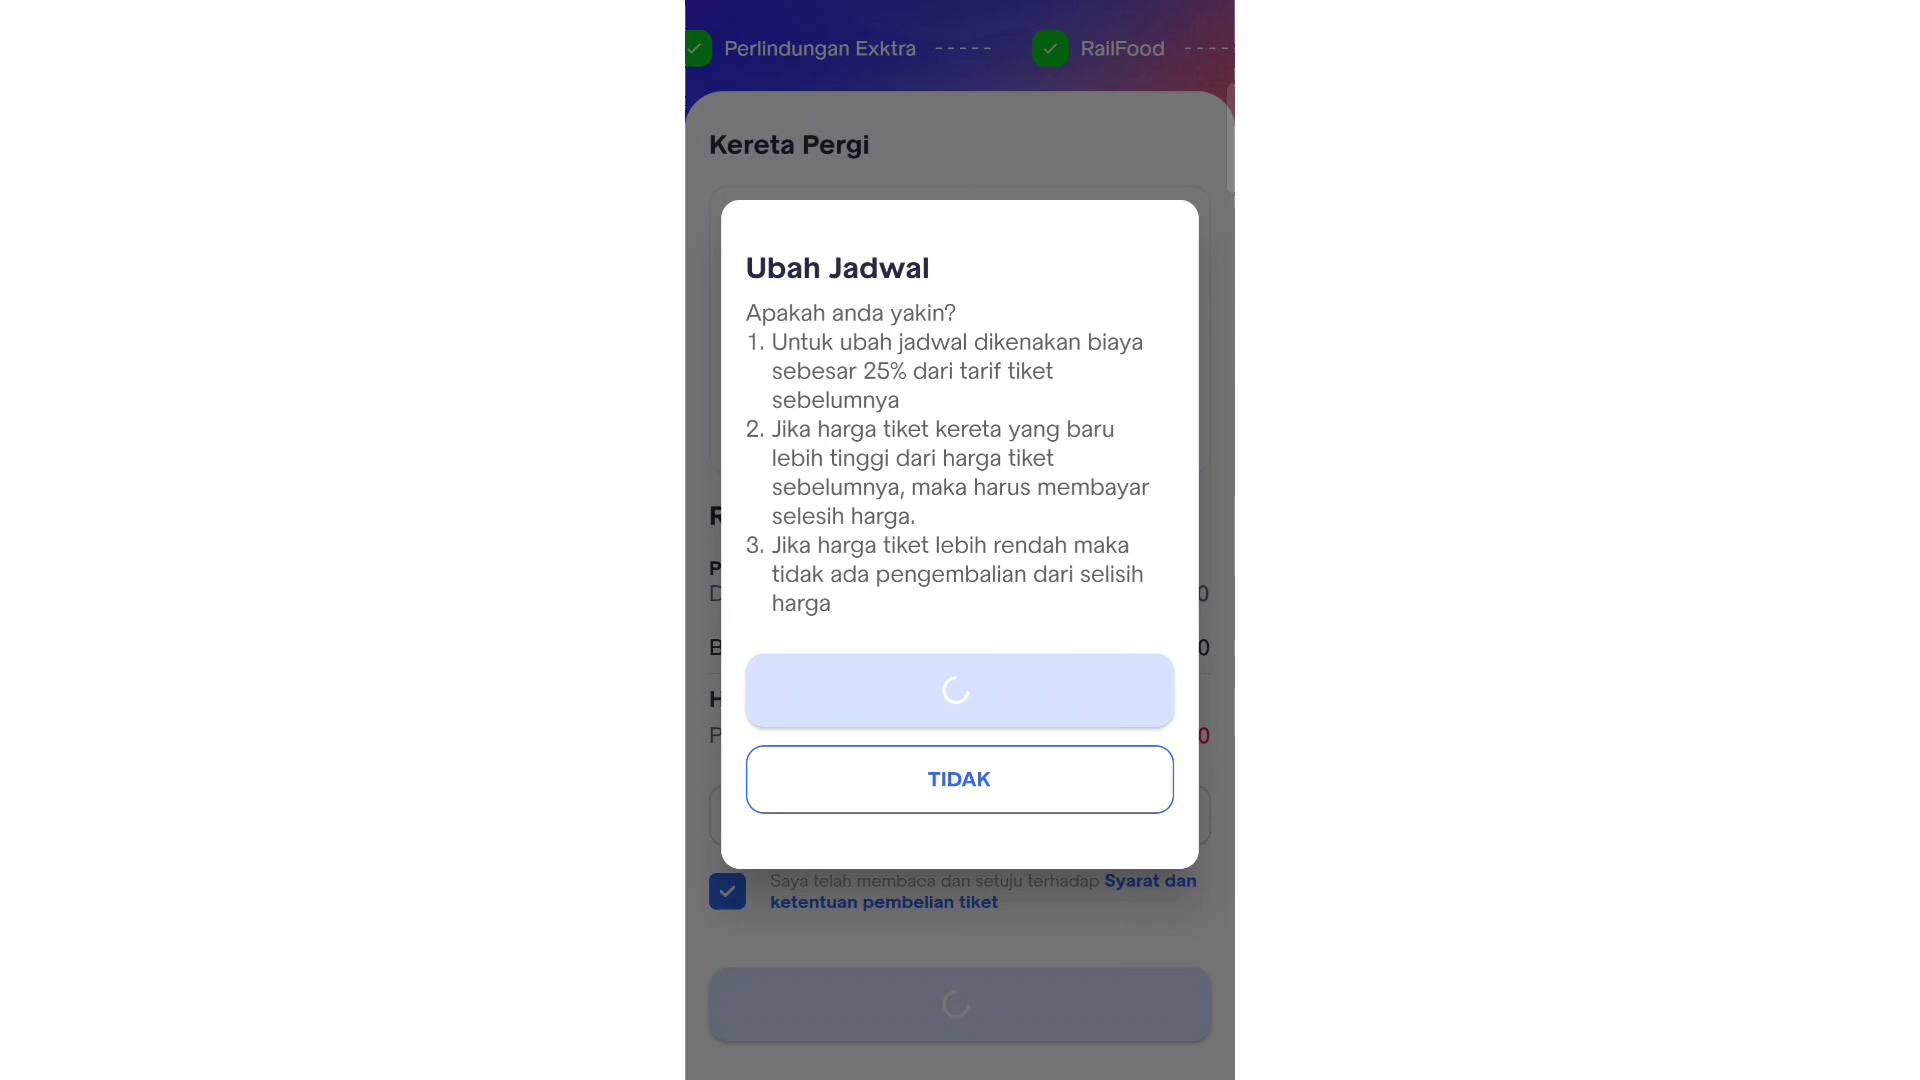 Perlindungan Exktra ----- RailFood ----
Kereta Pergi
Ubah Jadwal
Apakah anda yakin?
1. Untuk ubah jadwal dikenakan biaya
sebesar 25% dari tarif tiket
sebelumnya
2. Jika harga tiket kereta yang baru
lebih tinggi dari harga tiket
sebelumnya, maka harus membayar
selesih harga.
3. Jika harga tiket lebih rendah maka
tidak ada pengembalian dari selisih
harga
TIDAK
Saya telah membaca dan setuju terhadap Syarat dan
ketentuan pembelian tiket